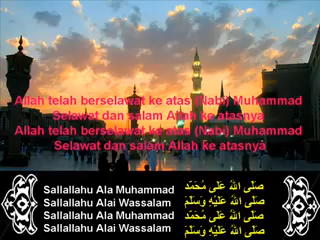 Allah telah berselawat ke atas (Nabi) Muhammad
Selawat dan salam Allah ke atasnya
Allah telah berselawat ke atas (Nabi) Muhammad
Selawat dan salam Allah ke atasnya
Sallallahu Ala Muhammad
Sallallahu Alai Wassalam
Sallallahu Ala Muhammad
Sallallahu Alai Wassalam
صَلَّى اللهُ عَلَى مُحَمَّدْ
صَلَّى اللهُ عَلَيْهِ وَسَلَّمْ
صَلَّى اللهُ عَلَى مُحَمَّدْ
صَلَّى اللهُ عَلَيْهِ وَسَلَّمْ